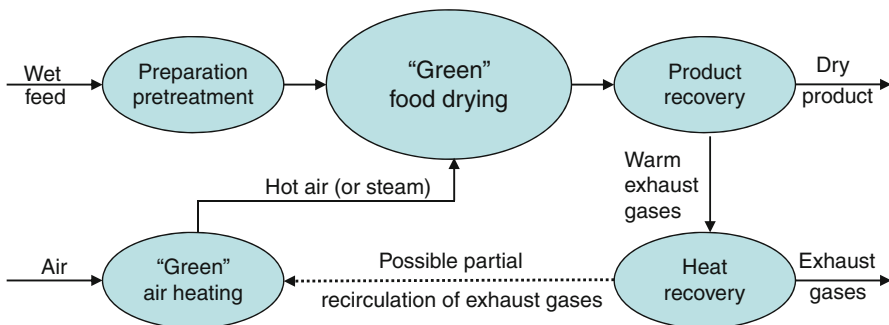 Wet
feed
Preparation
pretreatment
“Green”
food drying
Product
recovery
Dry
product
Hot air (or steam)
Warm
exhaust
gases
Air
“Green”
air heating
Possible partial
recirculation of exhaust gases
Heat
recovery
Exhaust
gases